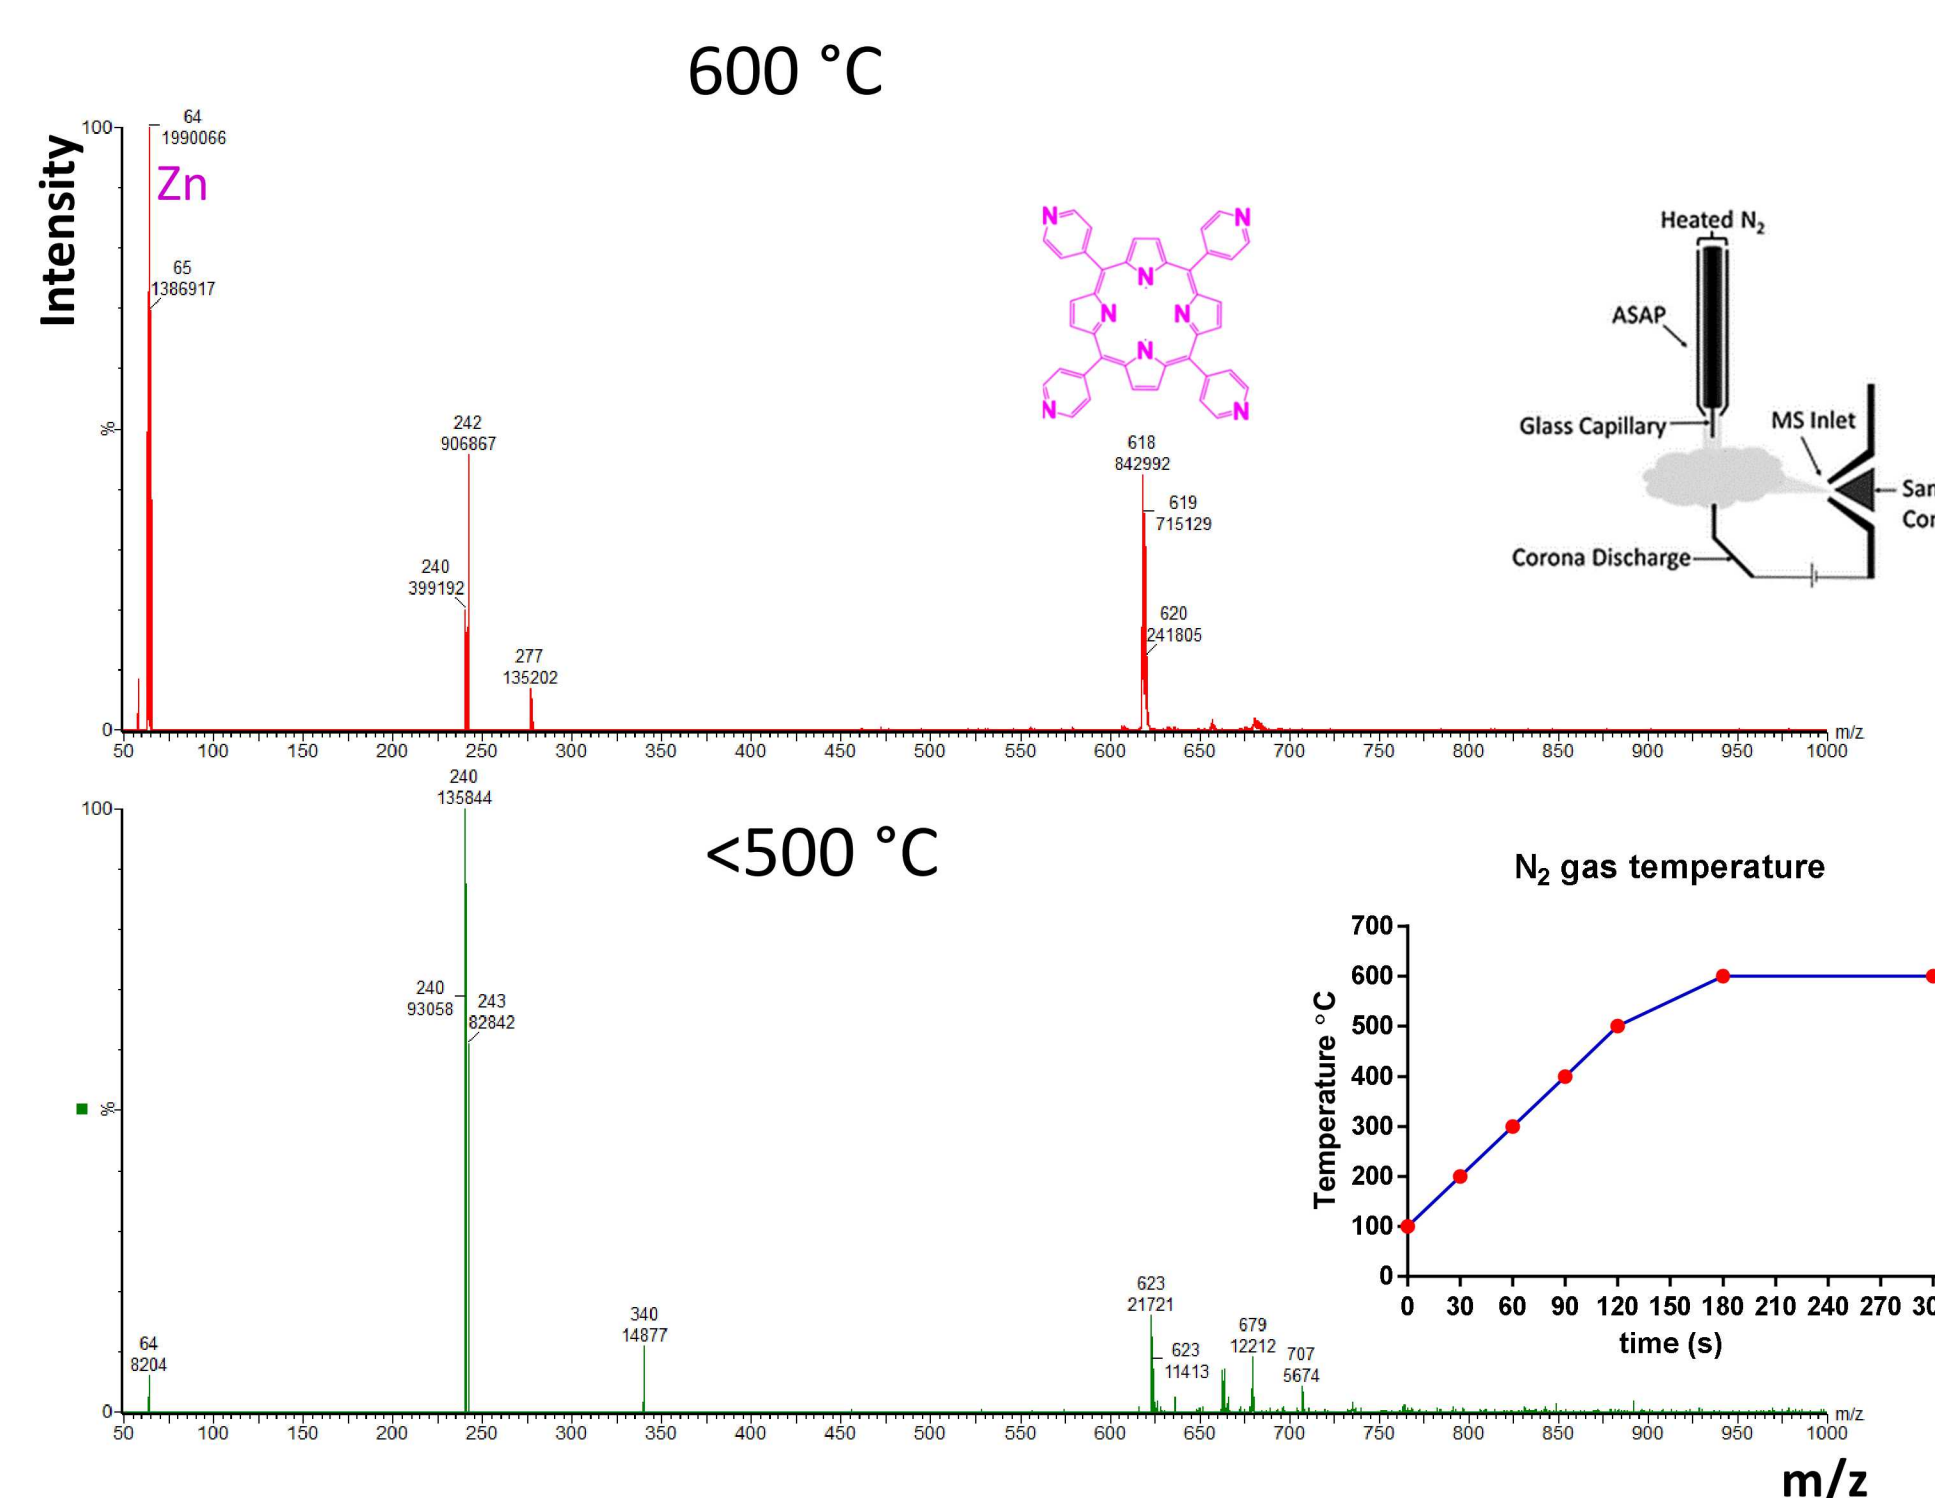 600 °C
Intensity
100
%
0
64
1990066
Zn
65
1386917
242
906867
240
399192
277
135202
618
842992
619
715129
620
241805
N
N
N
N
N
N
N
N
Heated N2
ASAP
Glass Capillary
MS Inlet
Corona Discharge
50 100 150 200 250 300 350 400 450 500 550 600 650 700 750 800 850 900 950 1000
m/z
<500 °C
100
%
0
240
135844
240
93058
243
82842
64
8204
340
14877
623
21721
623
11413
679
12212
707
5674
N2 gas temperature
Temperature °C
700
600
500
400
300
200
100
0
0 30 60 90 120 150 180 210 240 270
time (s)
50 100 150 200 250 300 350 400 450 500 550 600 650 700 750 800 850 900 950 1000
m/z
m/z